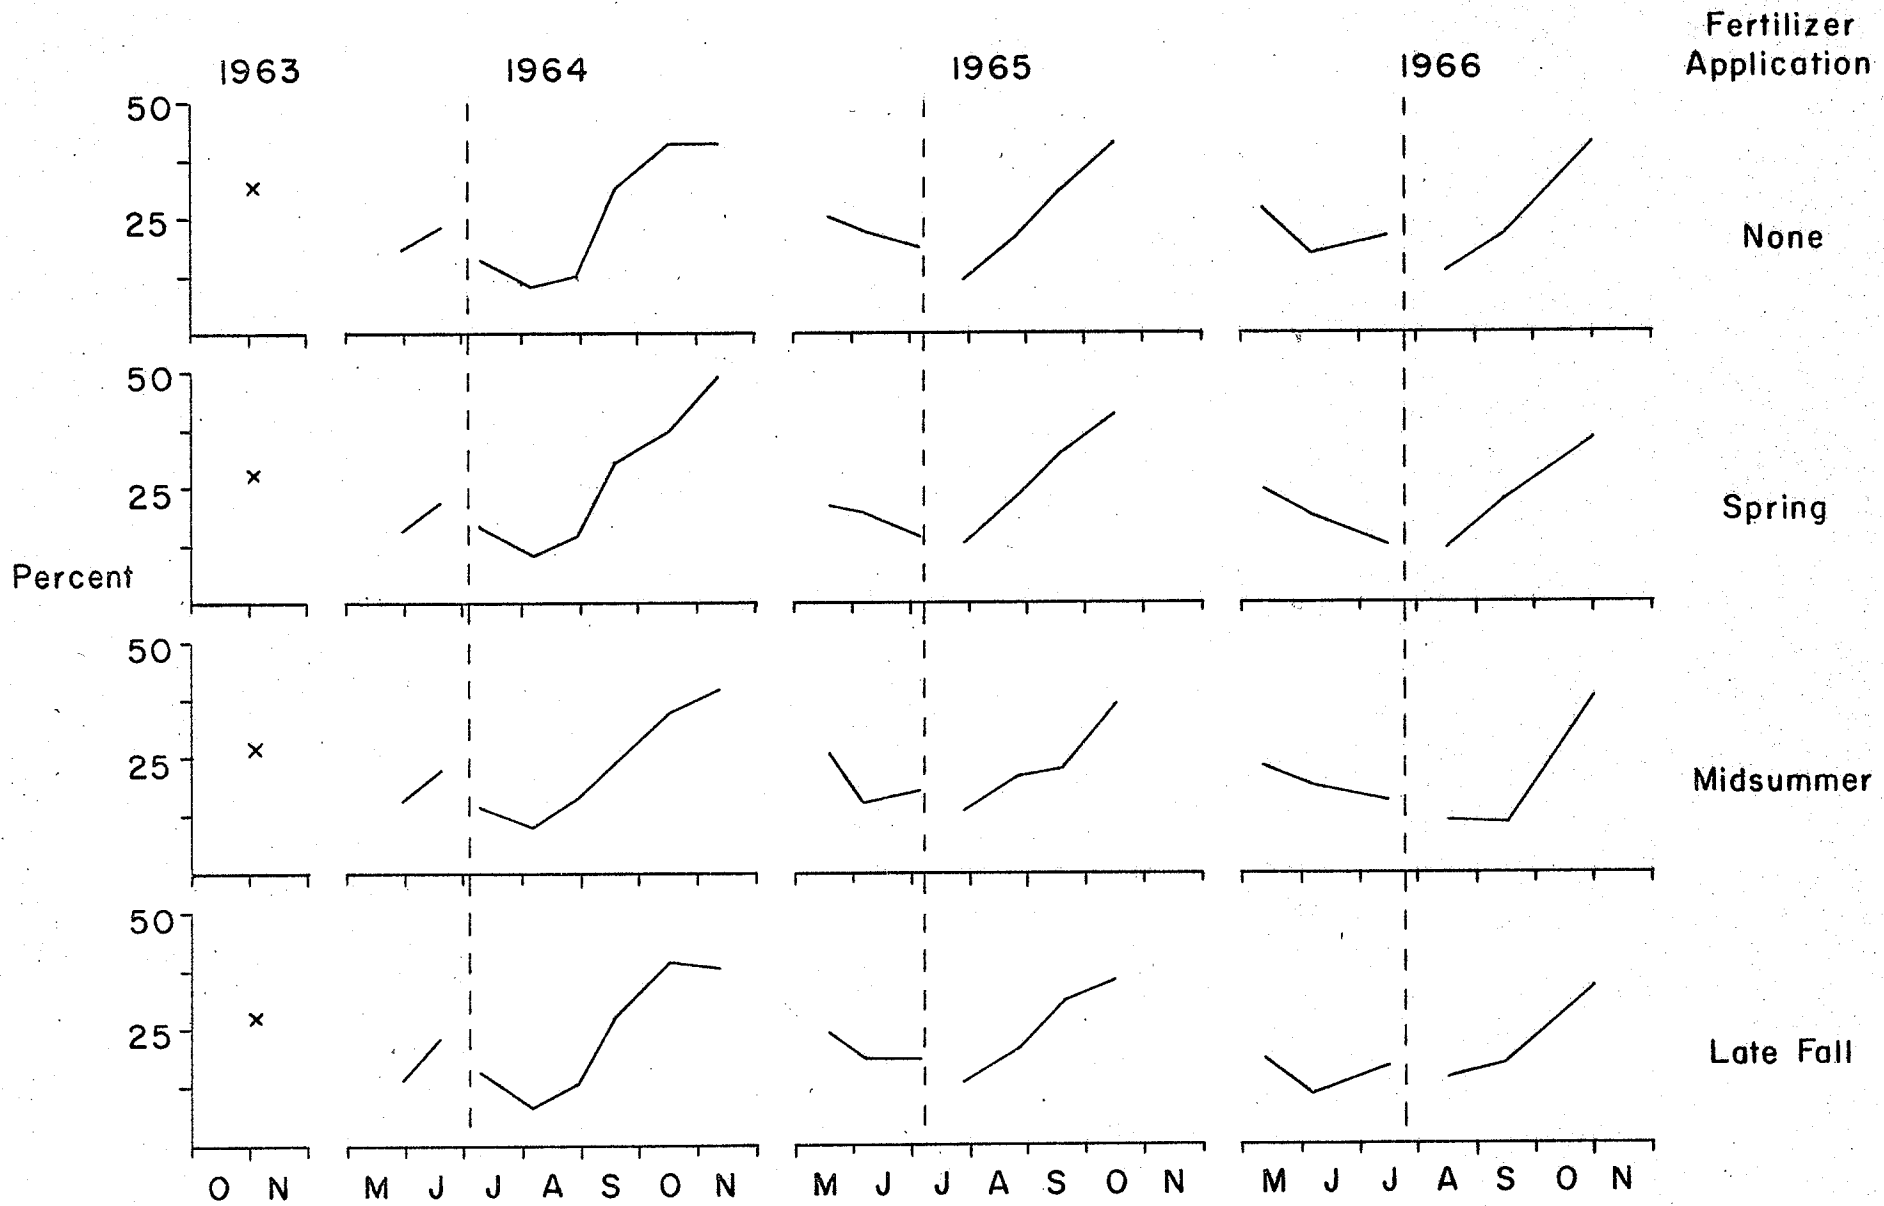 Fertilizer
Application
1963 1964 1965 1966
50
25
None
50
25
Spring
Percent
50
25
Midsummer
50
25
Late Fall
O N M J J A S O N M J J A S O N M J J A S O N